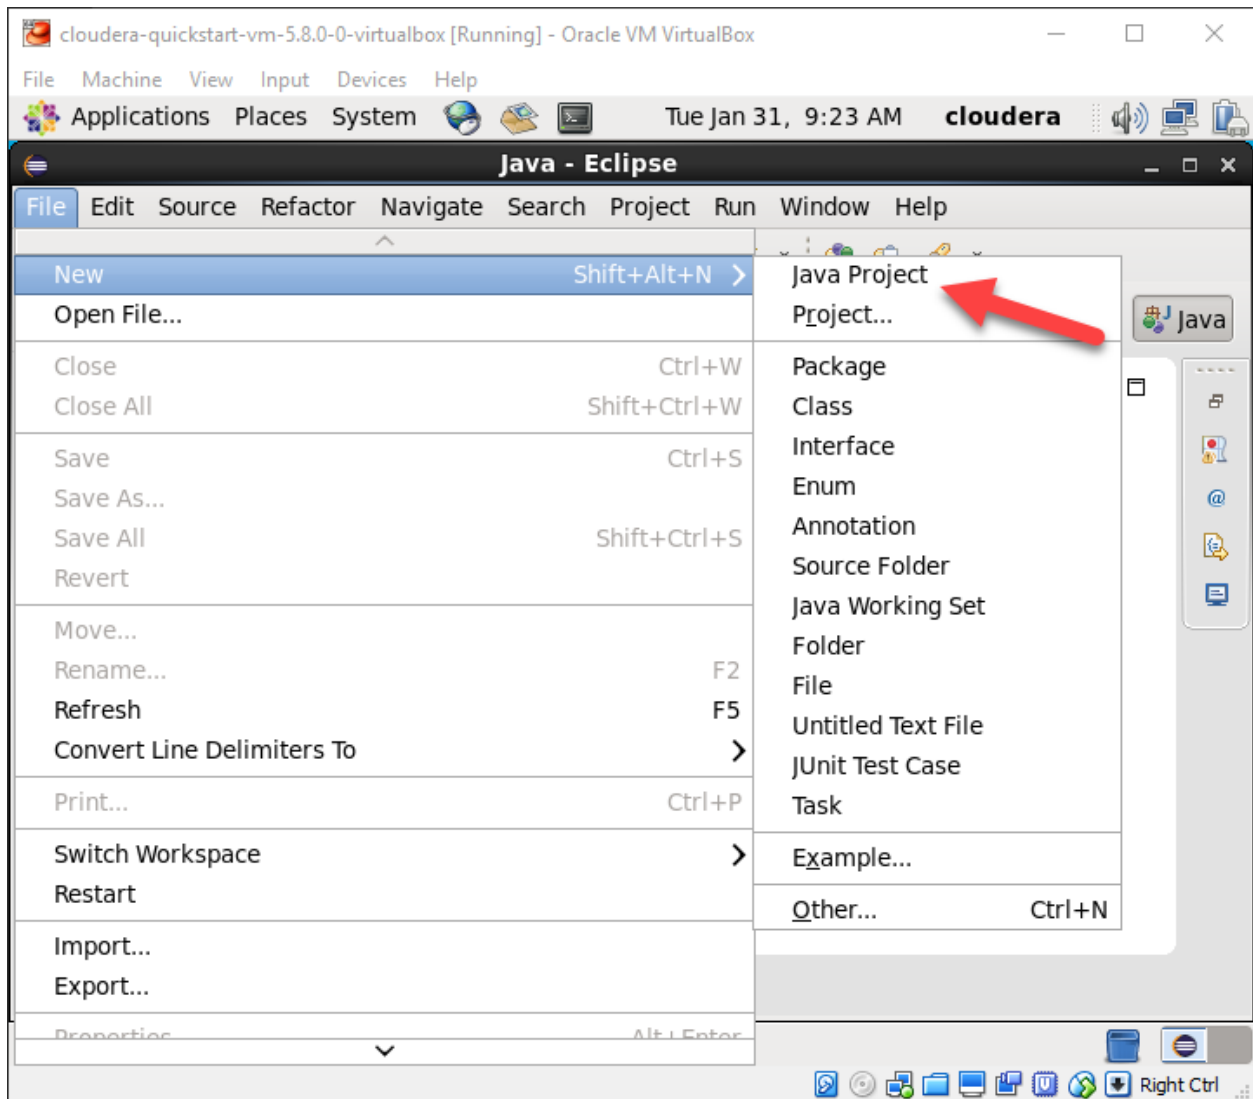 cloudera-quickstart-vm-5.8.0-0-virtualbox [Running] - Oracle VM VirtualBox
File Machine View Input Devices Help
Applications Places System Tue Jan 31, 9:23 AM cloudera
Java - Eclipse
File Edit Source Refactor Navigate Search Project Run Window Help
New Shift+Alt+N
Open File...
Close Ctrl+W
Close All Shift+Ctrl+W
Save Ctrl+S
Save As...
Save All Shift+Ctrl+S
Revert
Move...
Rename... F2
Refresh F5
Convert Line Delimiters To
Print... Ctrl+P
Switch Workspace
Restart
Import...
Export...
Properties Alt+Enter
Java Project
Project...
Package
Class
Interface
Enum
Annotation
Source Folder
Java Working Set
Folder
File
Untitled Text File
JUnit Test Case
Task
Example...
Other... Ctrl+N
Java
Right Ctrl